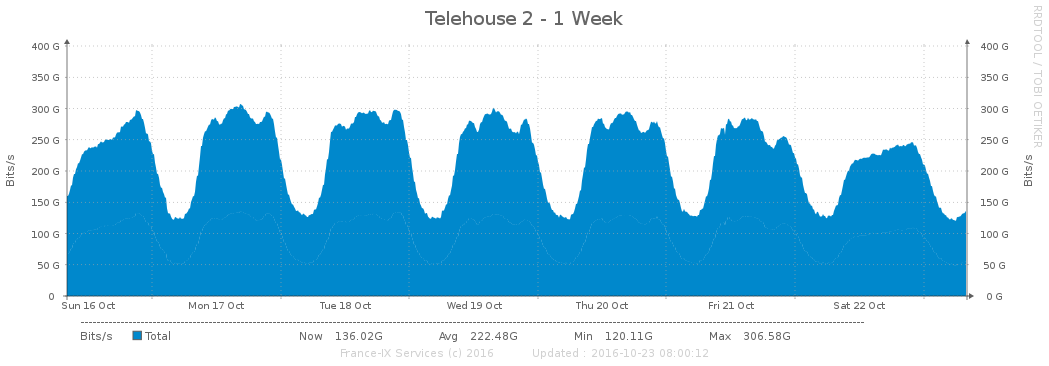 Telehouse 2 - 1 Week
RRDTOOL / TOBI OETIKER
Bits/s
400 G
350 G
300 G
250 G
200 G
150 G
100 G
50 G
0
400 G
350 G
300 G
250 G
200 G
150 G
100 G
50 G
0 G
Bits/s
Sun 16 Oct Mon 17 Oct Tue 18 Oct Wed 19 Oct Thu 20 Oct Fri 21 Oct Sat 22 Oct
Bits/s Total Now 136.02G Avg 222.48G Min 120.11G Max 306.58G
France-IX Services (c) 2016 Updated : 2016-10-23 08:00:12